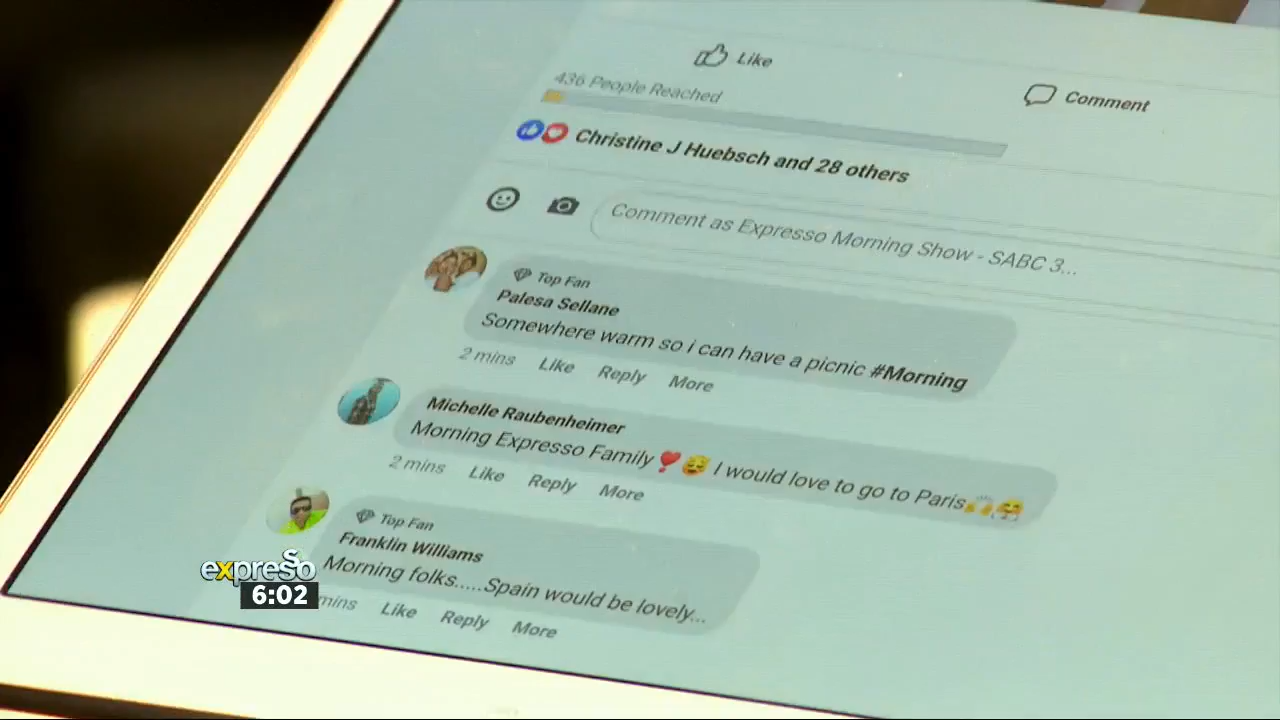 Like
Comment
436 People Reached
Christine J Huebsch and 28 others
Comment as Expresso Morning Show - SABC 3...
Top Fan
Palesa Sellane
Somewhere warm so i can have a picnic #Morning
2 mins Like Reply More
Michelle Raubenheimer
Morning Expresso Family❣️😅 I would love to go to Paris🙌🤗
2 mins Like Reply More
Top Fan
Franklin Williams
Morning folks.....Spain would be lovely...
mins Like Reply More
expresso
6:02